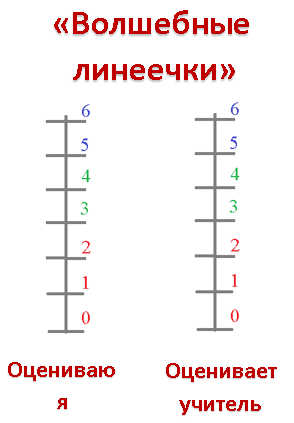 «Волшебные
линеечки»
6 6
5 5
4 4
3 3
2 2
1 1
0 0
Оцениваю Оценивает
я учитель